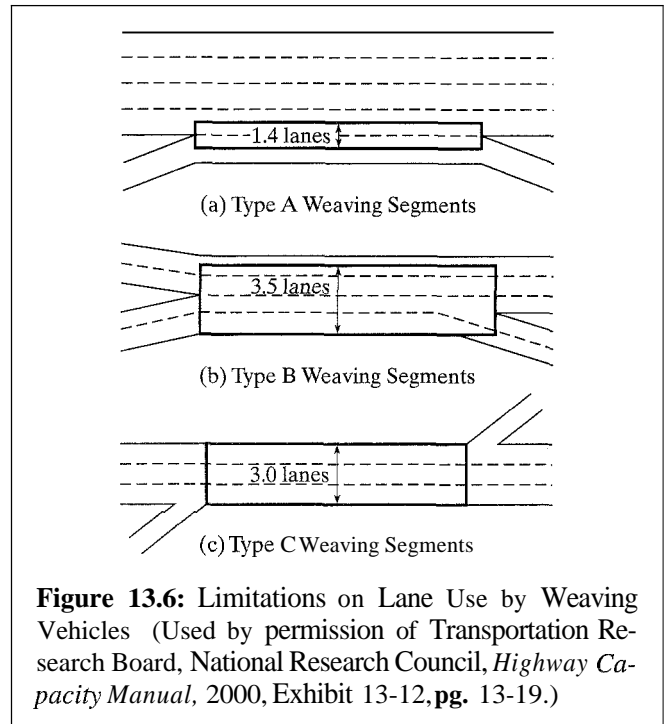 1.4 lanes
(a) Type A Weaving Segments
3.5 lanes
(b) Type B Weaving Segments
3.0 lanes
(c) Type C Weaving Segments
Figure 13.6: Limitations on Lane Use by Weaving
Vehicles (Used by permission of Transportation Re-
search Board, National Research Council, Highway Ca-
pacity Manual, 2000, Exhibit 13-12, pg. 13-19.)